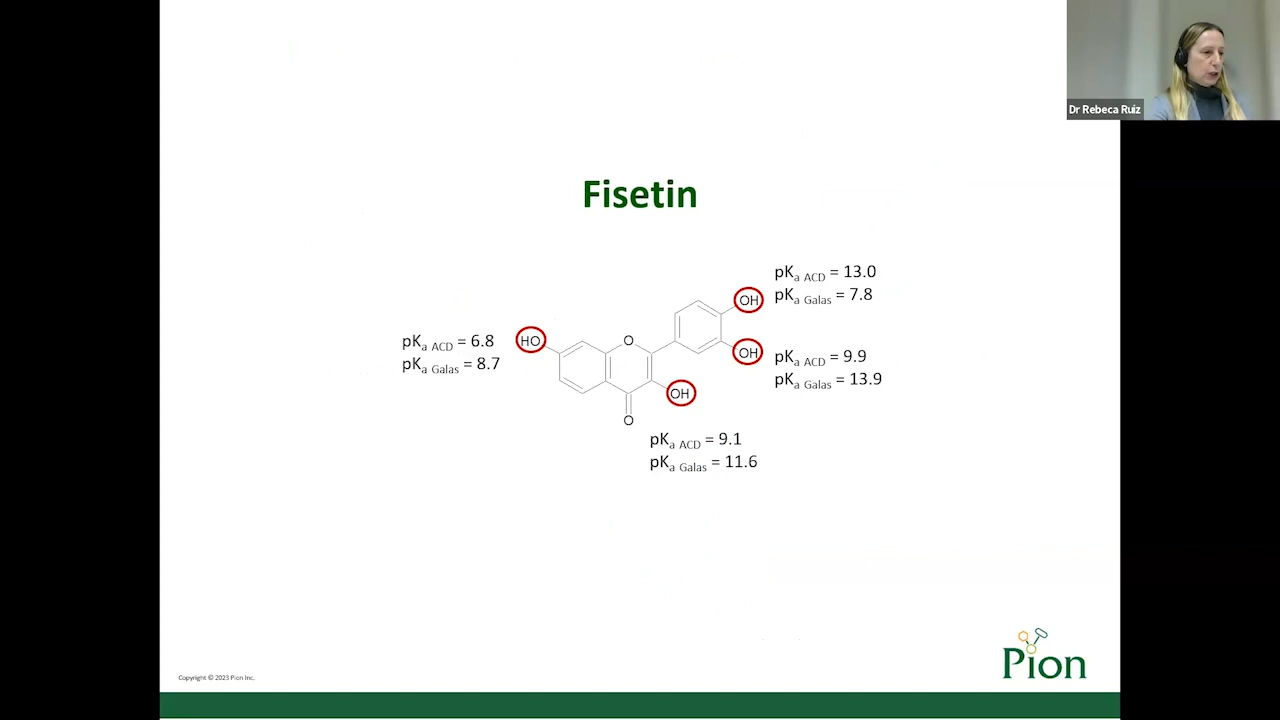 Dr Rebeca Ruiz
Fisetin
pKa ACD = 13.0
pKa Galas = 7.8
OH
pKa ACD = 6.8
pKa Galas = 8.7
HO
O
OH
pKa ACD = 9.9
pKa Galas = 13.9
OH
O
pKa ACD = 9.1
pKa Galas = 11.6
Pion
Copyright © 2023 Pion Inc.